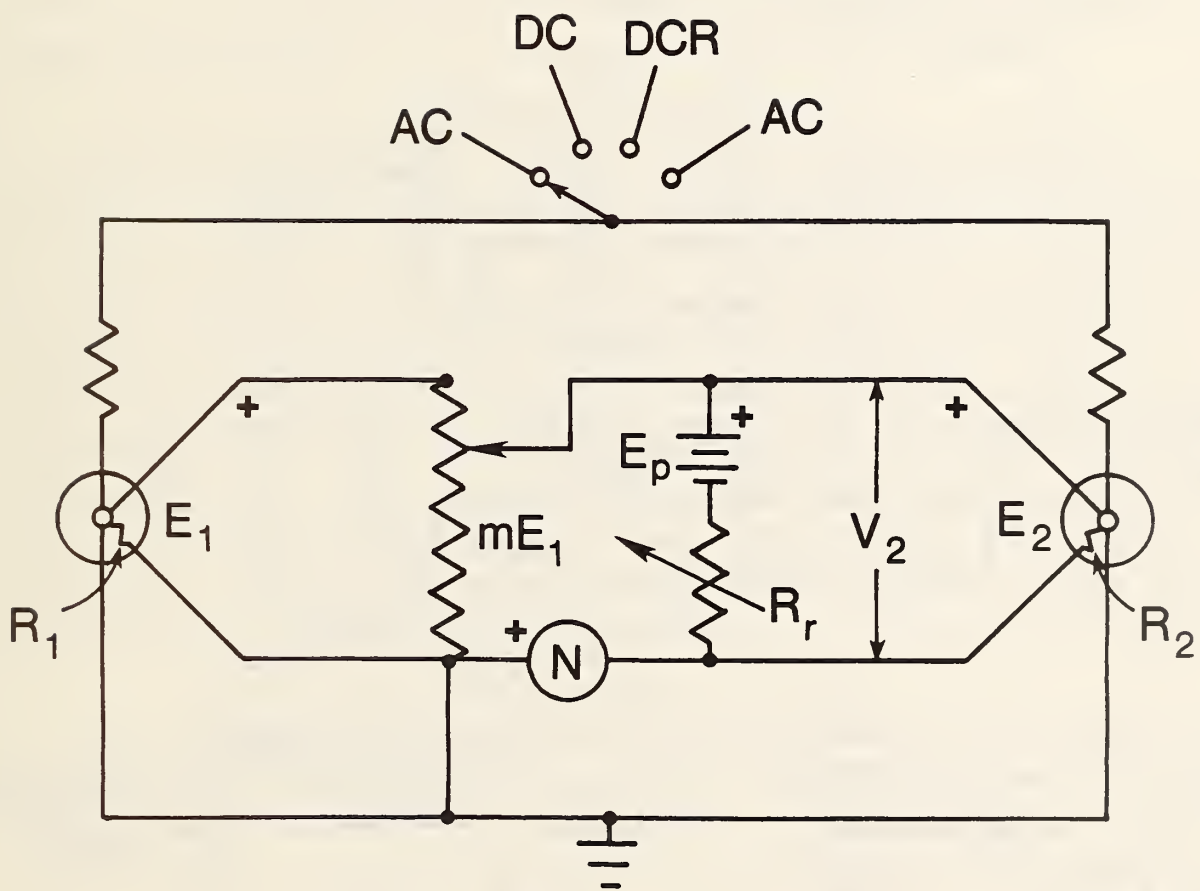 DC DCR
AC AC
+ + +
E₁ mE₁ Eₚ V₂ E₂
R₁ + N Rᵣ R₂